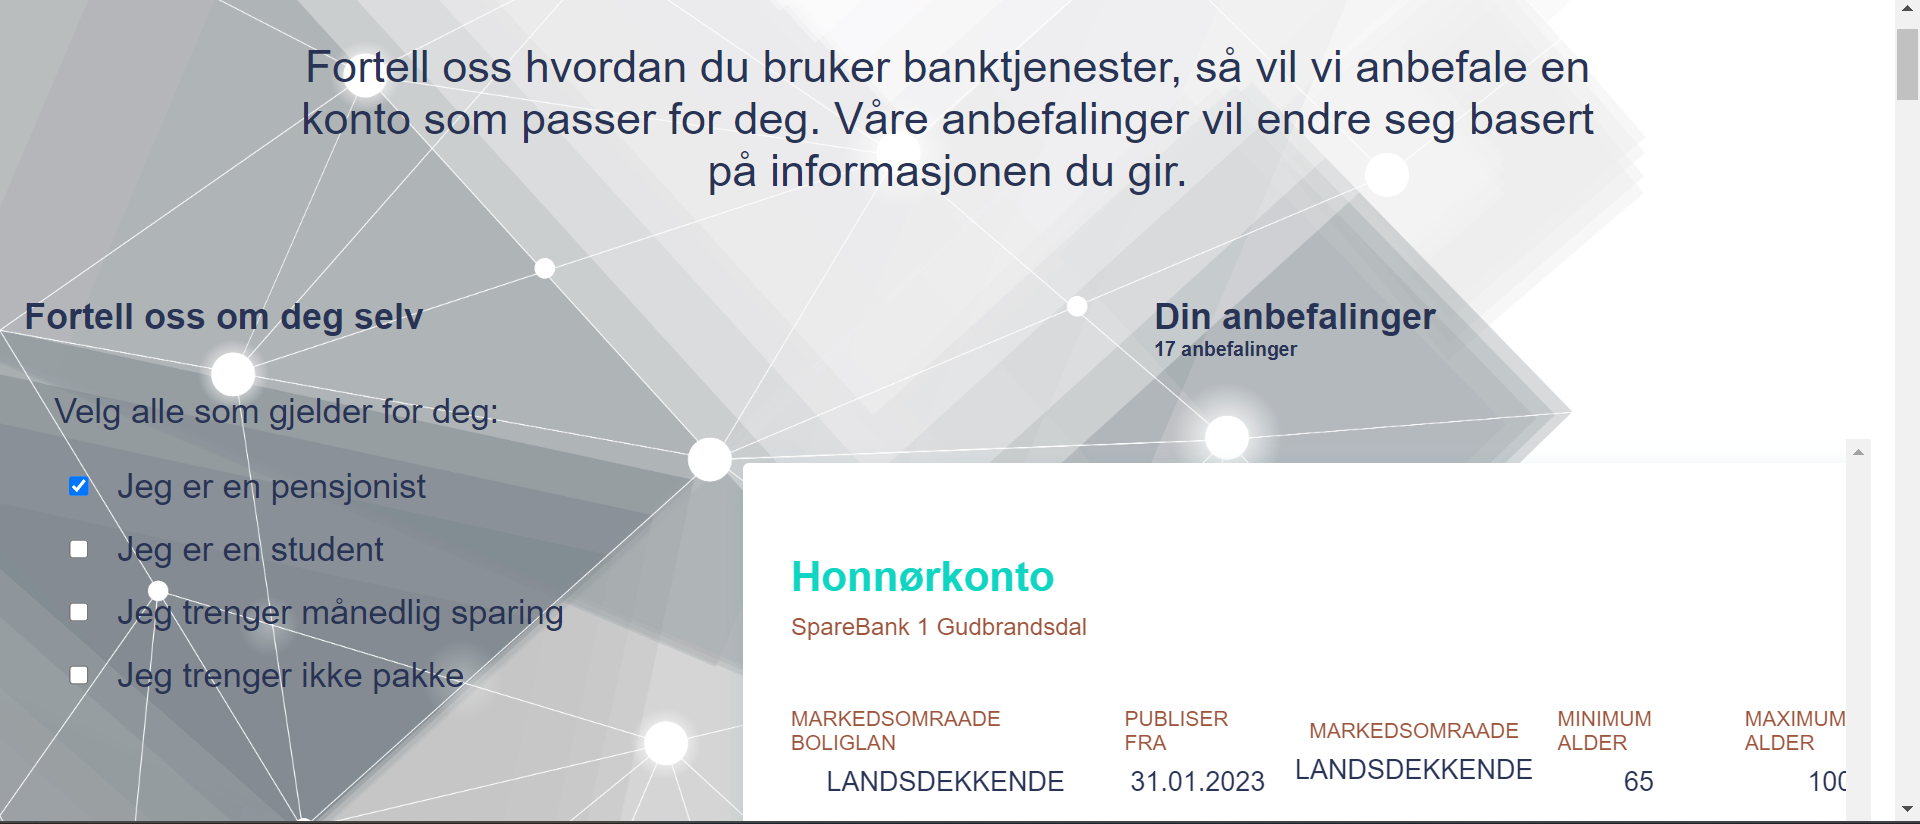 Fortell oss hvordan du bruker banktjenester, så vil vi anbefale en
konto som passer for deg. Våre anbefalinger vil endre seg basert
på informasjonen du gir.
Fortell oss om deg selv
Velg alle som gjelder for deg:
Jeg er en pensjonist
Jeg er en student
Jeg trenger månedlig sparing
Jeg trenger ikke pakke
Din anbefalinger
17 anbefalinger
Honnørkonto
SpareBank 1 Gudbrandsdal
MARKEDSOMRAADE
BOLIGLAN
LANDSDEKKENDE
PUBLISER
FRA
31.01.2023
MARKEDSOMRAADE
LANDSDEKKENDE
MINIMUM
ALDER
65
MAXIMUM
ALDER
100